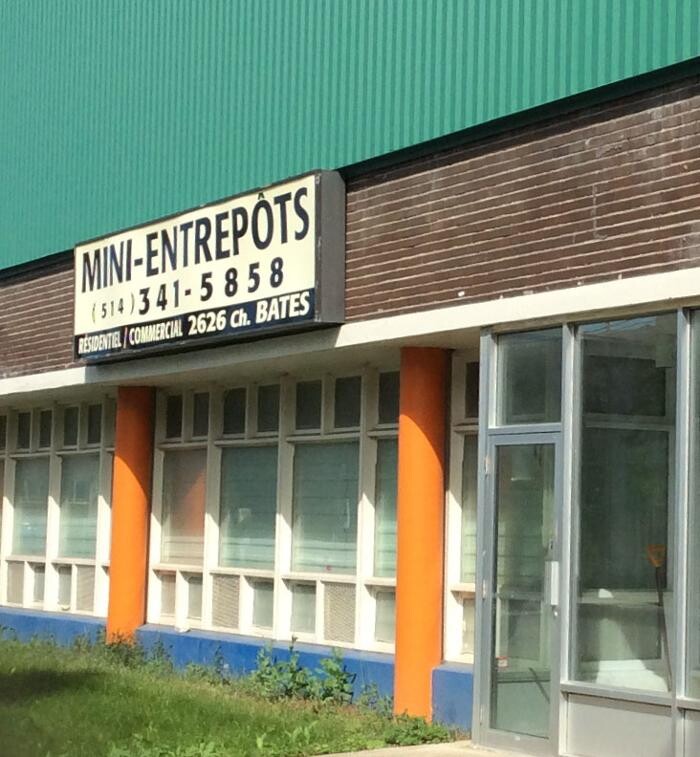 MINI-ENTREPÔTS
(514) 341-5858
RÉSIDENTIEL / COMMERCIAL 2626 Ch. BATES